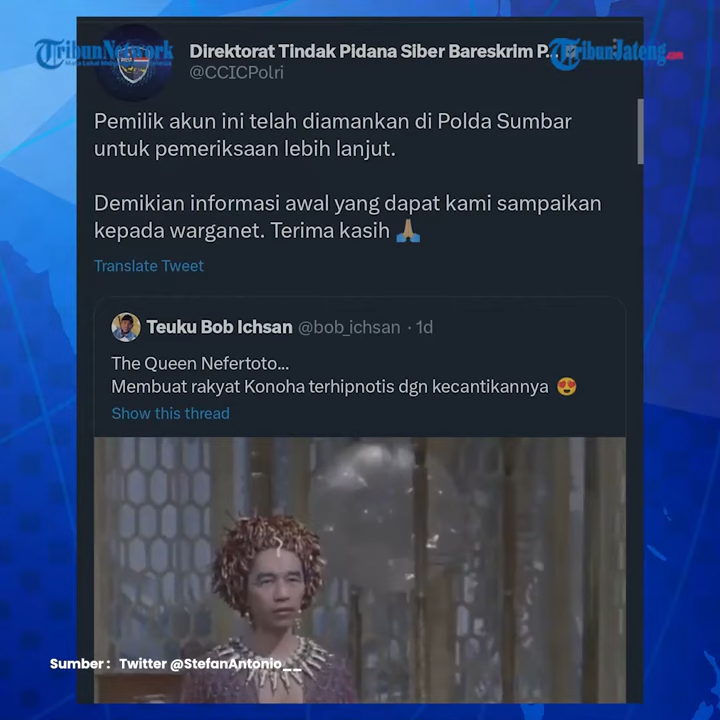 TribunNetwork
TribunJateng.com
Direktorat Tindak Pidana Siber Bareskrim P...
@CCICPolri
Pemilik akun ini telah diamankan di Polda Sumbar
untuk pemeriksaan lebih lanjut.
Demikian informasi awal yang dapat kami sampaikan
kepada warganet. Terima kasih 🙏🏽
Translate Tweet
Teuku Bob Ichsan @bob_ichsan · 1d
The Queen Nefertoto...
Membuat rakyat Konoha terhipnotis dgn kecantikannya 😍
Show this thread
Sumber : Twitter @StefanAntonio__